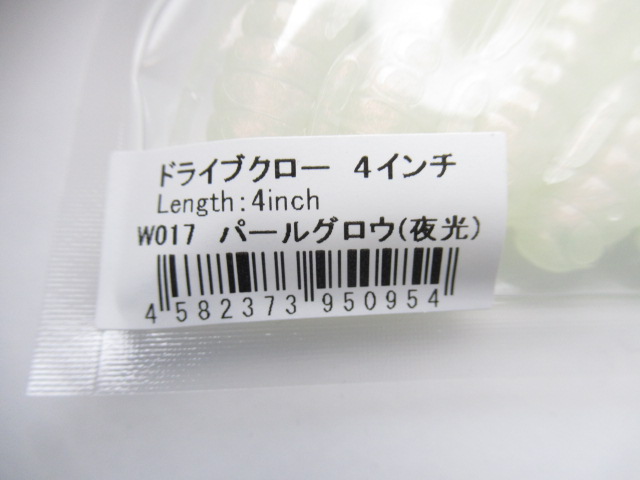 ドライブクロー 4インチ
Length:4inch
W017 パールグロウ(夜光)
4 582373 950954